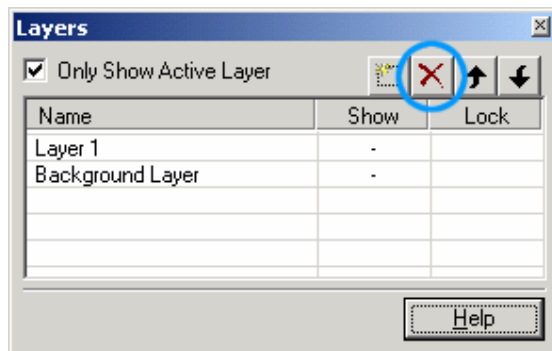 Layers
Only Show Active Layer
Name Show Lock
Layer 1 -
Background Layer -
Help